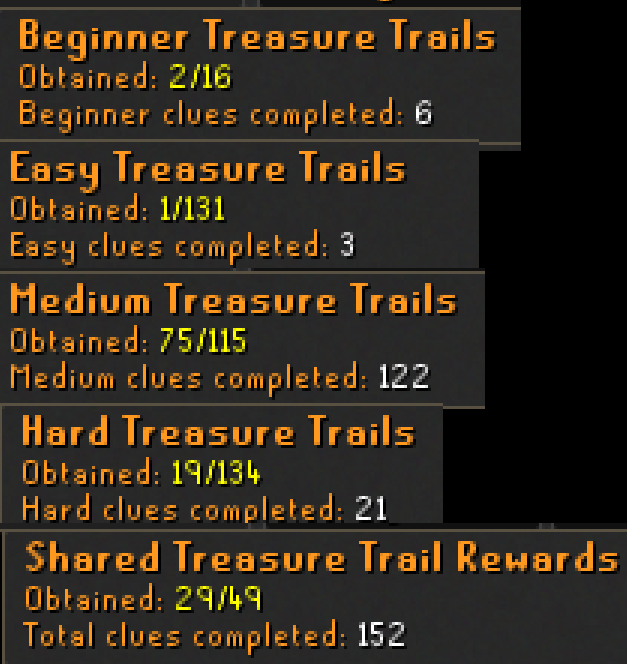 Beginner Treasure Trails
Obtained: 2/16
Beginner clues completed: 6
Easy Treasure Trails
Obtained: 1/131
Easy clues completed: 3
Medium Treasure Trails
Obtained: 75/115
Medium clues completed: 122
Hard Treasure Trails
Obtained: 19/134
Hard clues completed: 21
Shared Treasure Trail Rewards
Obtained: 29/49
Total clues completed: 152